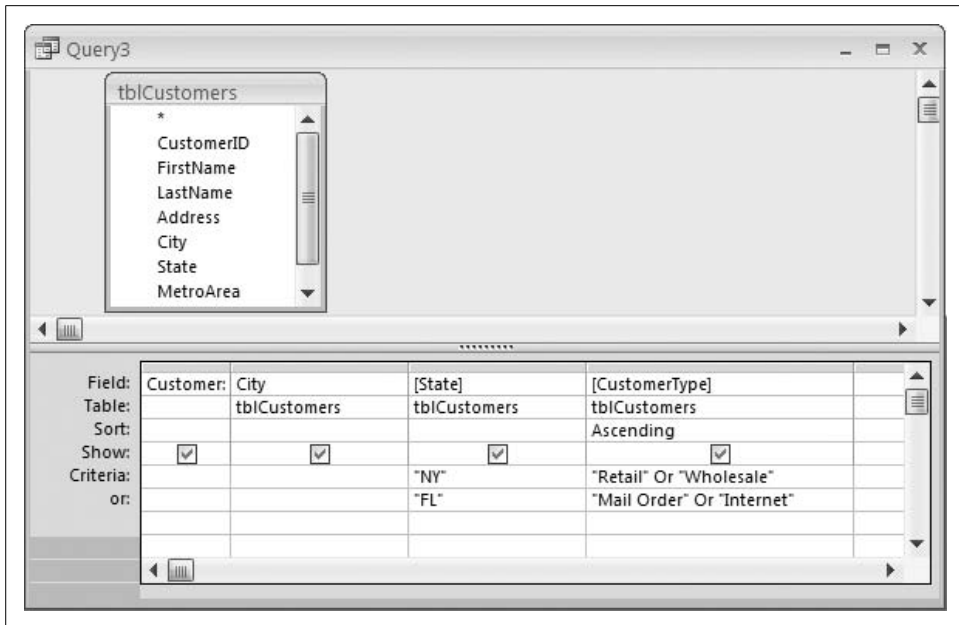 Query3
tblCustomers
*
CustomerID
FirstName
LastName
Address
City
State
MetroArea
Field: Customer: City [State] [CustomerType]
Table: tblCustomers tblCustomers tblCustomers
Sort: Ascending
Show:
Criteria: "NY" "Retail" Or "Wholesale"
or: "FL" "Mail Order" Or "Internet"